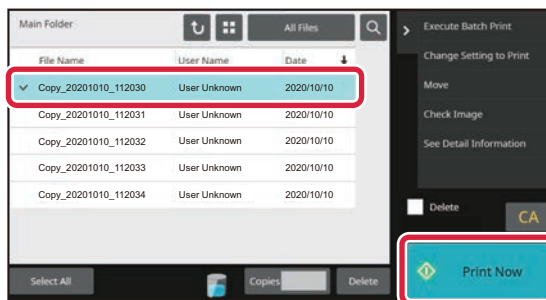 Main Folder
All Files
File Name User Name Date
Copy_20201010_112030 User Unknown 2020/10/10
Copy_20201010_112031 User Unknown 2020/10/10
Copy_20201010_112032 User Unknown 2020/10/10
Copy_20201010_112033 User Unknown 2020/10/10
Copy_20201010_112034 User Unknown 2020/10/10
Select All
Copies
Delete
Execute Batch Print
Change Setting to Print
Move
Check Image
See Detail Information
Delete
CA
Print Now